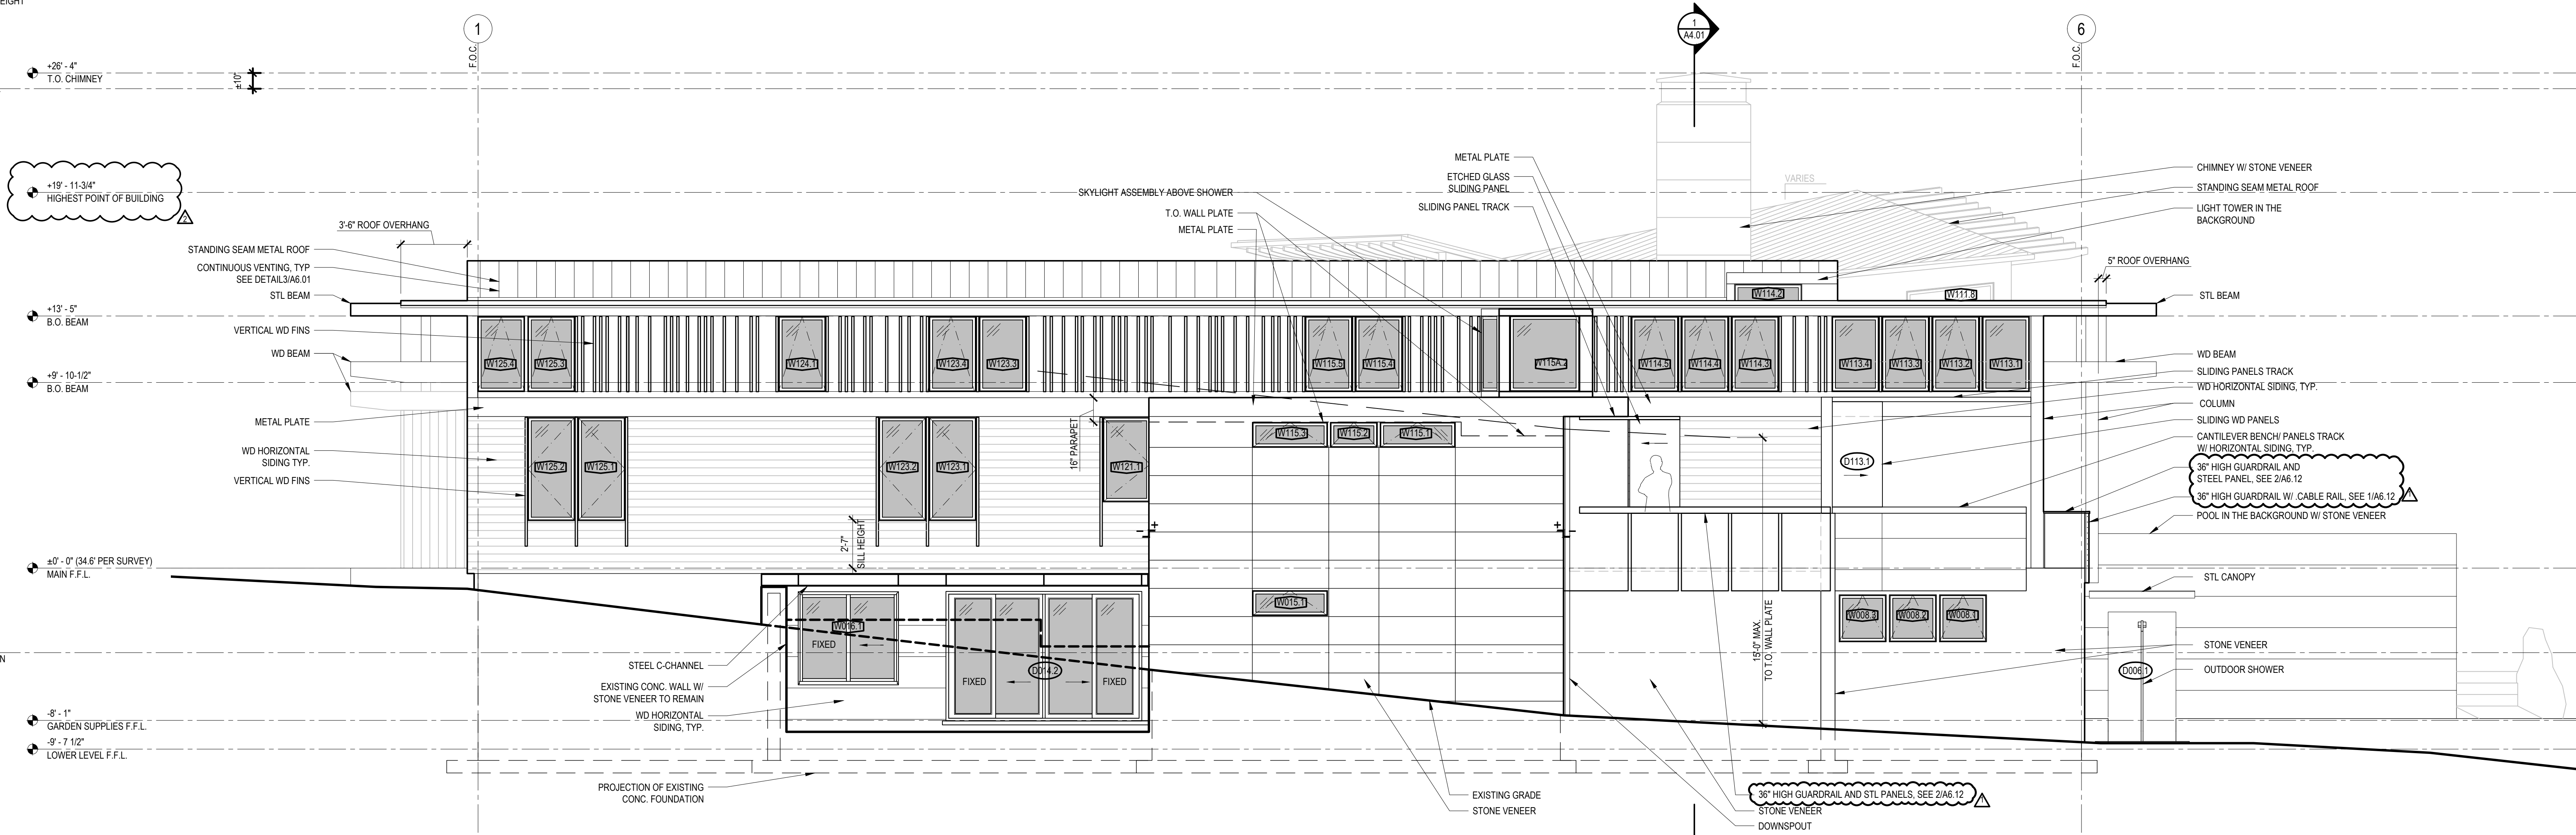 EIGHT
1
F.O.C.
1
A4.01
6
F.O.C.
+26' - 4"
T.O. CHIMNEY
±10"
+19' - 11-3/4"
HIGHEST POINT OF BUILDING
2
3'-6" ROOF OVERHANG
STANDING SEAM METAL ROOF
CONTINUOUS VENTING, TYP
SEE DETAIL3/A6.01
STL BEAM
+13' - 5"
B.O. BEAM
VERTICAL WD FINS
WD BEAM
+9' - 10-1/2"
B.O. BEAM
METAL PLATE
WD HORIZONTAL
SIDING TYP.
VERTICAL WD FINS
±0' - 0" (34.6' PER SURVEY)
MAIN F.F.L.
N
-8' - 1"
GARDEN SUPPLIES F.F.L.
-9' - 7 1/2"
LOWER LEVEL F.F.L.
METAL PLATE
ETCHED GLASS
SLIDING PANEL
SLIDING PANEL TRACK
SKYLIGHT ASSEMBLY ABOVE SHOWER
T.O. WALL PLATE
METAL PLATE
VARIES
CHIMNEY W/ STONE VENEER
STANDING SEAM METAL ROOF
LIGHT TOWER IN THE
BACKGROUND
5" ROOF OVERHANG
STL BEAM
W114.2
W111.8
W125.4
W125.3
W124.1
W123.4
W123.3
W115.5
W115.4
W115A.2
W114.5
W114.4
W114.3
W113.4
W113.3
W113.2
W113.1
WD BEAM
SLIDING PANELS TRACK
WD HORIZONTAL SIDING, TYP.
COLUMN
SLIDING WD PANELS
CANTILEVER BENCH/ PANELS TRACK
W/ HORIZONTAL SIDING, TYP.
36" HIGH GUARDRAIL AND
STEEL PANEL, SEE 2/A6.12
36" HIGH GUARDRAIL W/ .CABLE RAIL, SEE 1/A6.12
1
POOL IN THE BACKGROUND W/ STONE VENEER
16" PARAPET
W125.2
W125.1
W123.2
W123.1
W121.1
W115.3
W115.2
W115.1
D113.1
2'-7"
SILL HEIGHT
W015.1
W008.3
W008.2
W008.1
STL CANOPY
STONE VENEER
OUTDOOR SHOWER
D006.1
15'-0" MAX.
TO T.O. WALL PLATE
W016.1
FIXED
FIXED
D014.2
FIXED
STEEL C-CHANNEL
EXISTING CONC. WALL W/
STONE VENEER TO REMAIN
WD HORIZONTAL
SIDING, TYP.
PROJECTION OF EXISTING
CONC. FOUNDATION
EXISTING GRADE
STONE VENEER
36" HIGH GUARDRAIL AND STL PANELS, SEE 2/A6.12
1
STONE VENEER
DOWNSPOUT